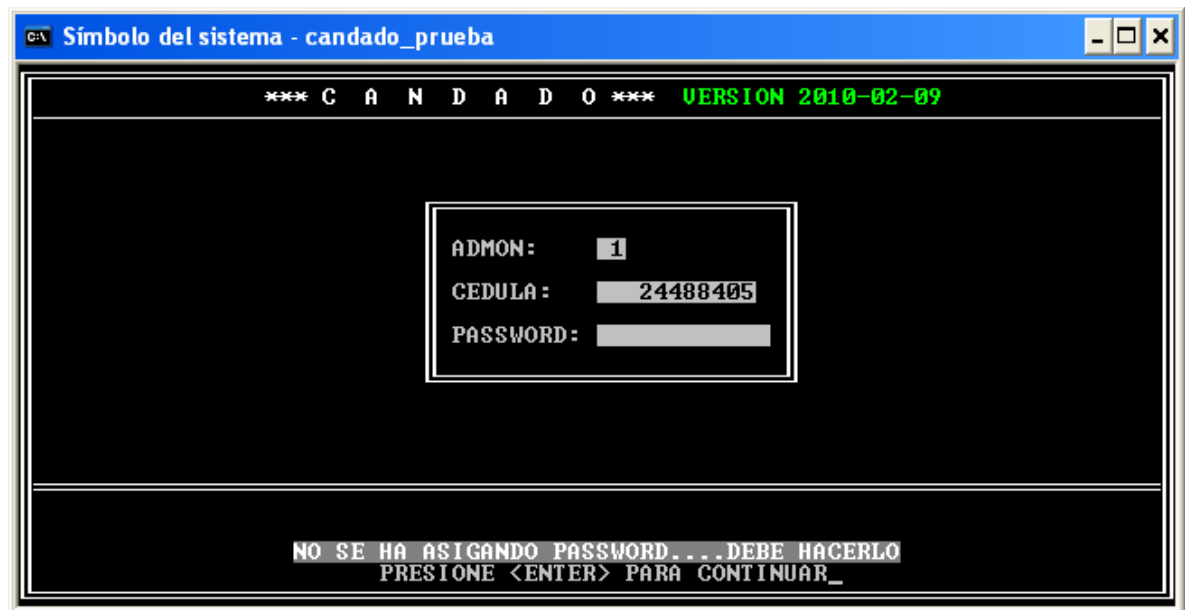 Símbolo del sistema - candado_prueba
*** C A N D A D O *** VERSION 2010-02-09
ADMON: 1
CEDULA: 24488405
PASSWORD:
NO SE HA ASIGANDO PASSWORD....DEBE HACERLO
PRESIONE <ENTER> PARA CONTINUAR_